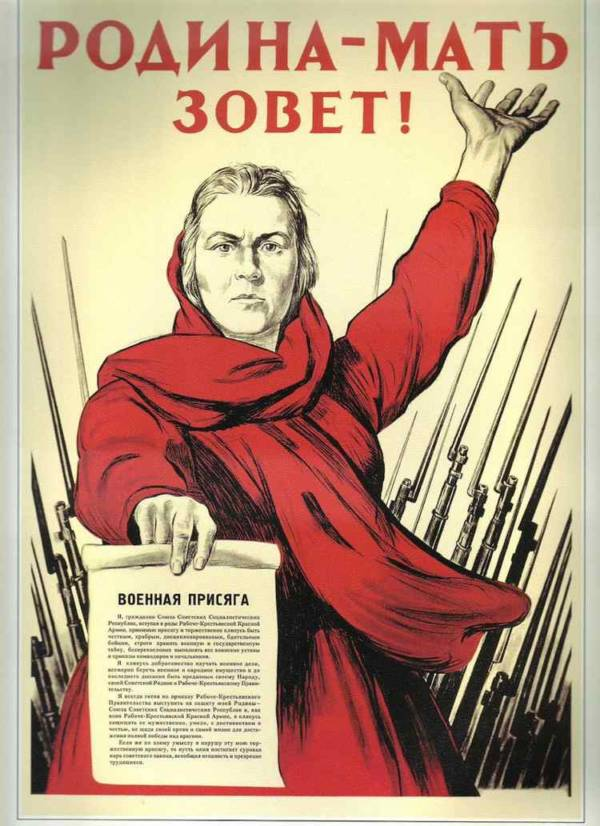 РОДИНА-МАТЬ
ЗОВЕТ!
ВОЕННАЯ ПРИСЯГА
Я, гражданин Союза Советских Социалистических
Республик, вступая в ряды Рабоче-Крестьянской Красной
Армии, принимаю присягу и торжественно клянусь быть
честным, храбрым, дисциплинированным, бдительным
бойцом, строго хранить военную и государственную
тайну, беспрекословно выполнять все воинские уставы
и приказы командиров и начальников.
Я клянусь добросовестно изучать военное дело,
всемерно беречь военное и народное имущество и до
последнего дыхания быть преданным своему Народу,
своей Советской Родине и Рабоче-Крестьянскому Прави-
тельству.
Я всегда готов по приказу Рабоче-Крестьянского
Правительства выступить на защиту моей Родины-
Союза Советских Социалистических Республик и, как
воин Рабоче-Крестьянской Красной Армии, я клянусь
защищать ее мужественно, умело, с достоинством и
честью, не щадя своей крови и самой жизни для дости-
жения полной победы над врагами.
Если же по злому умыслу я нарушу эту мою тор-
жественную присягу, то пусть меня постигнет суровая
кара советского закона, всеобщая ненависть и презрение
трудящихся.